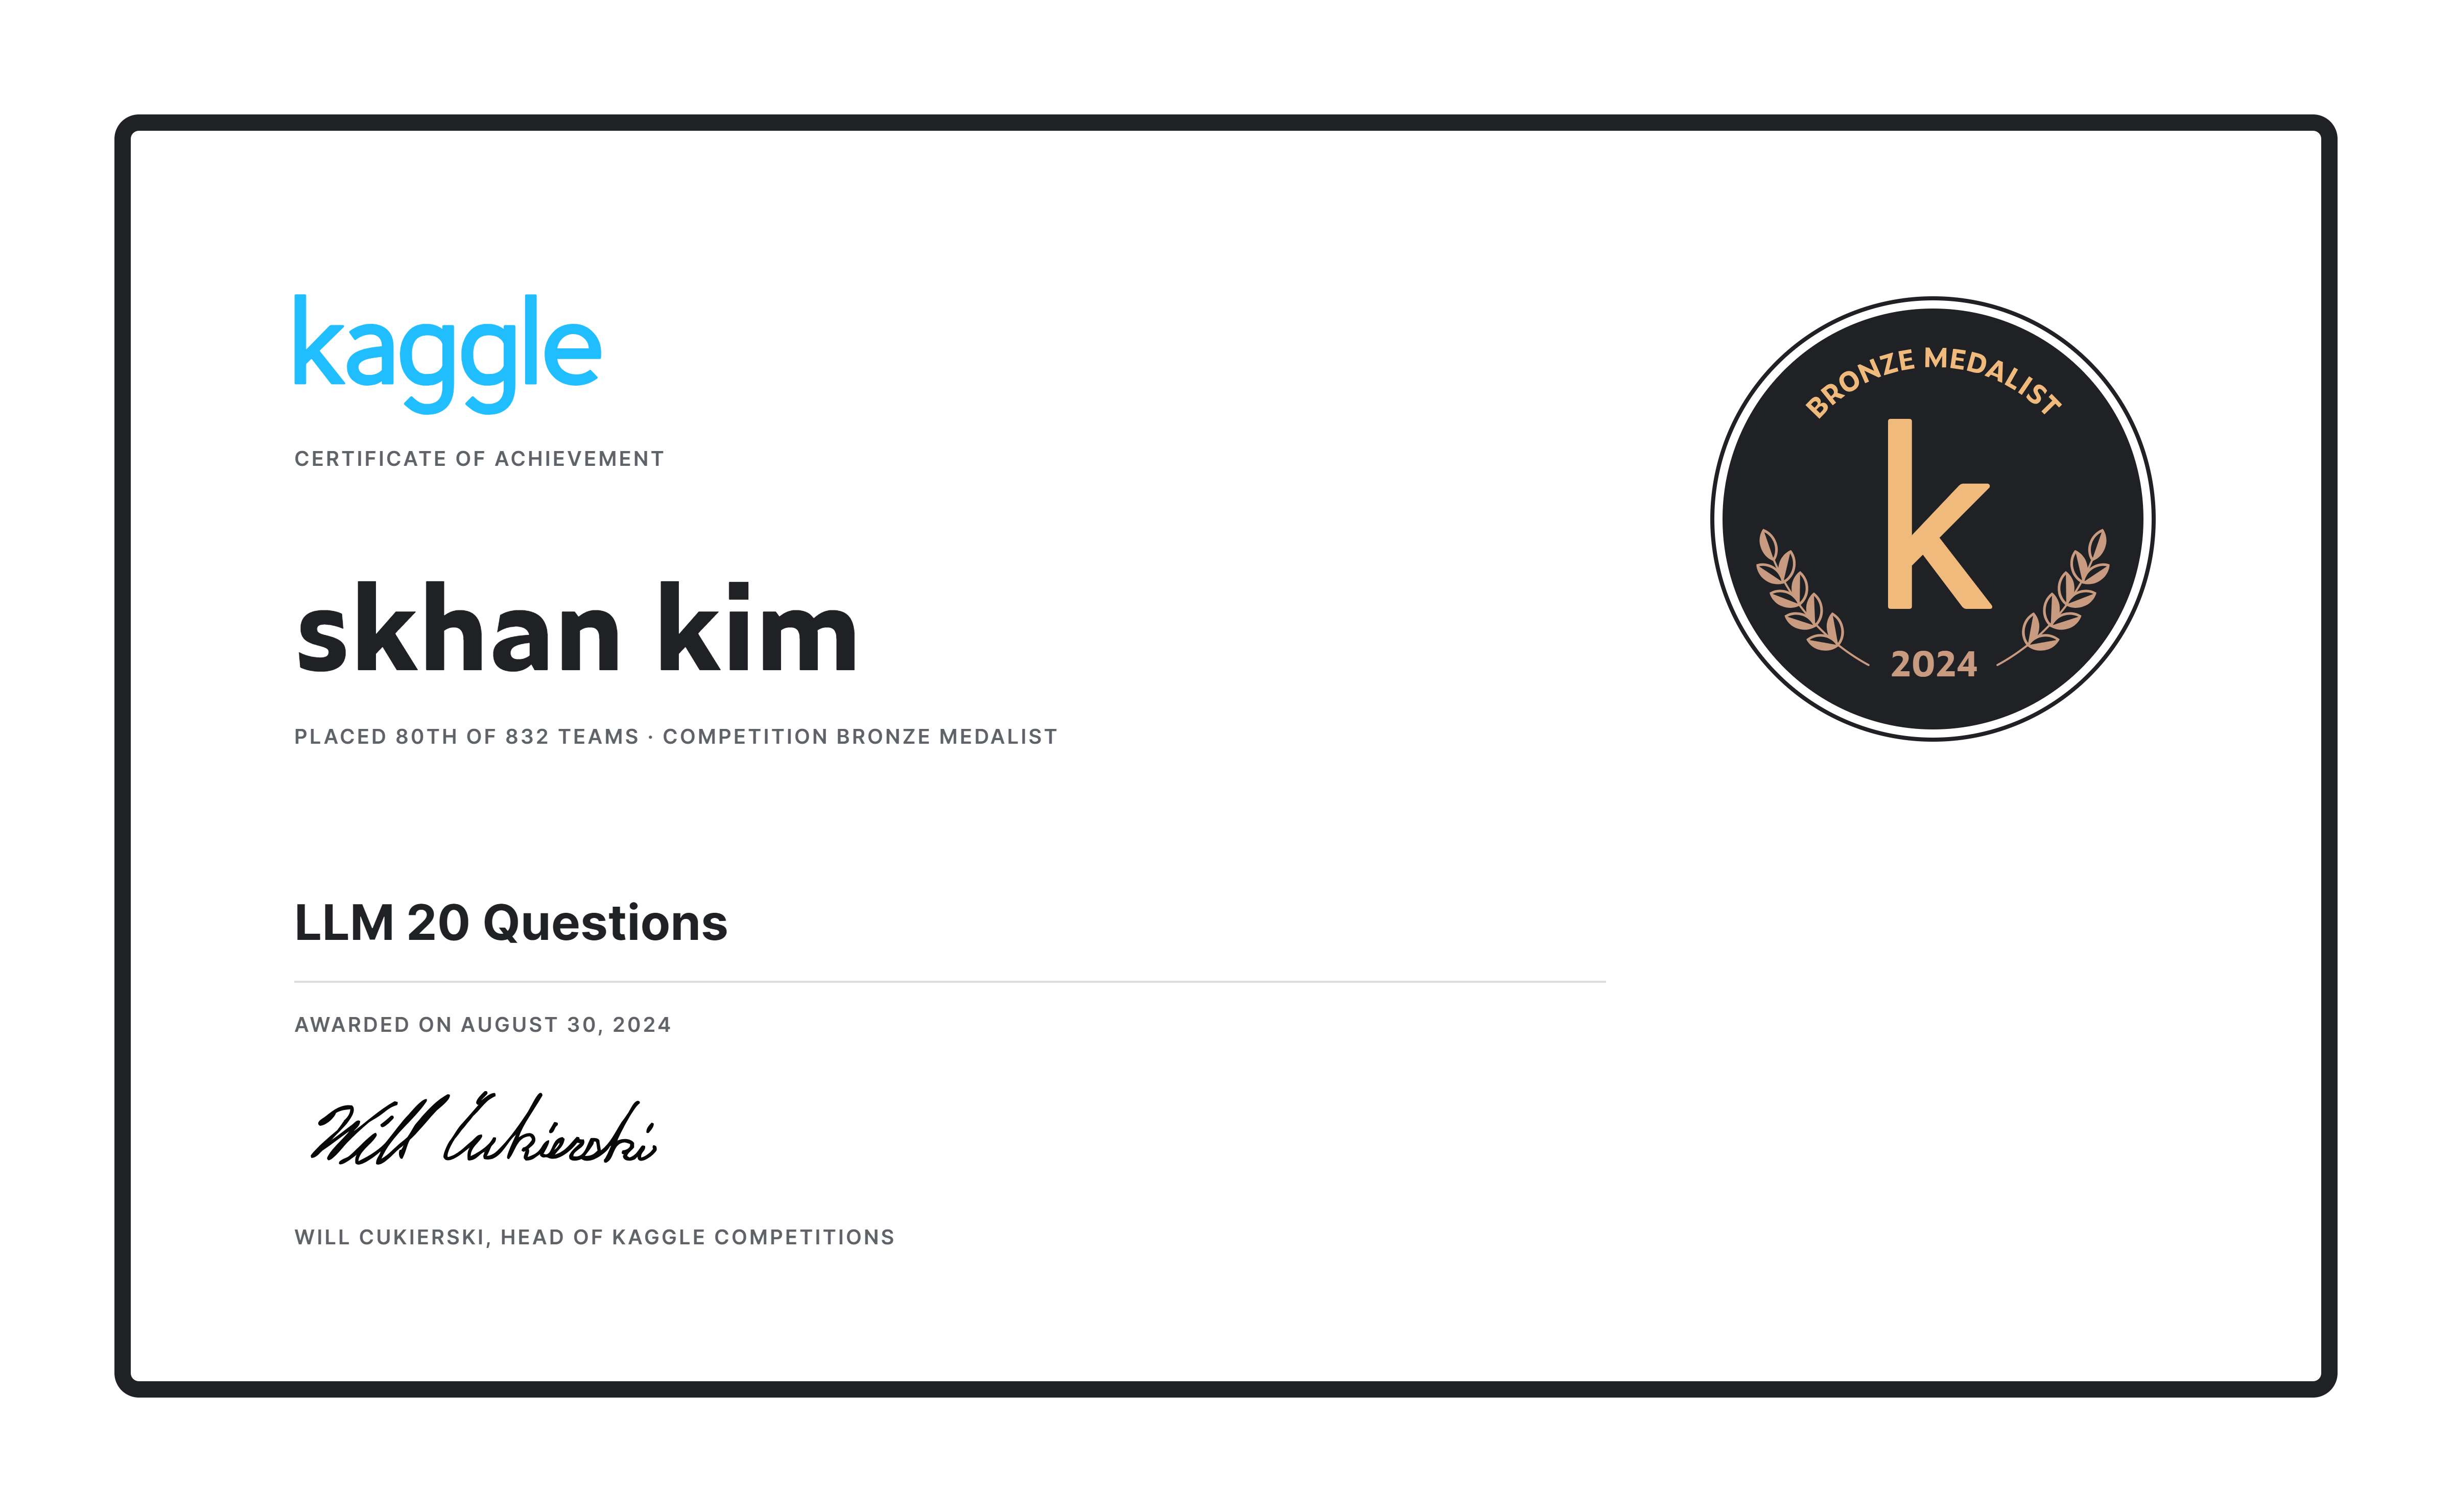 kaggle
CERTIFICATE OF ACHIEVEMENT
BRONZE MEDALIST
k
2024
skhan kim
PLACED 80TH OF 832 TEAMS · COMPETITION BRONZE MEDALIST
LLM 20 Questions
AWARDED ON AUGUST 30, 2024
Will Cukierski
WILL CUKIERSKI, HEAD OF KAGGLE COMPETITIONS